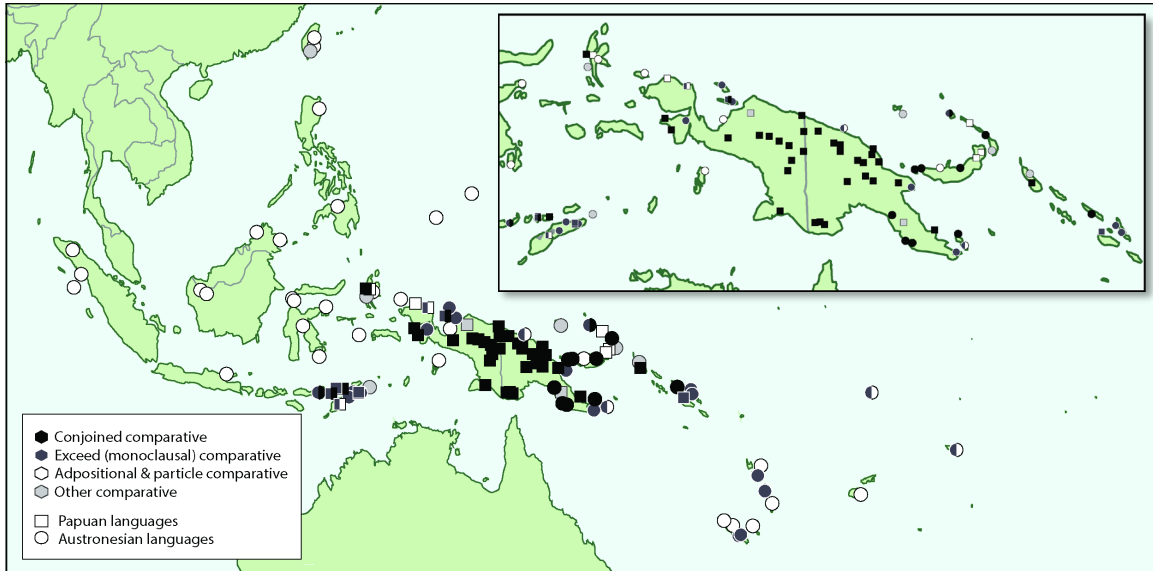 Conjoined comparative
Exceed (monoclausal) comparative
Adpositional & particle comparative
Other comparative
Papuan languages
Austronesian languages